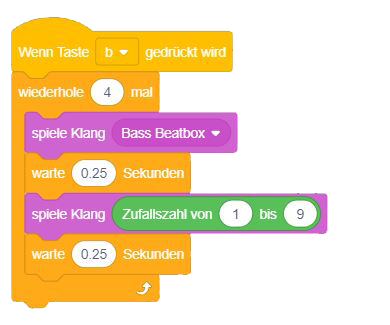 Wenn Taste b gedrückt wird
wiederhole 4 mal
spiele Klang Bass Beatbox
warte 0.25 Sekunden
spiele Klang Zufallszahl von 1 bis 9
warte 0.25 Sekunden